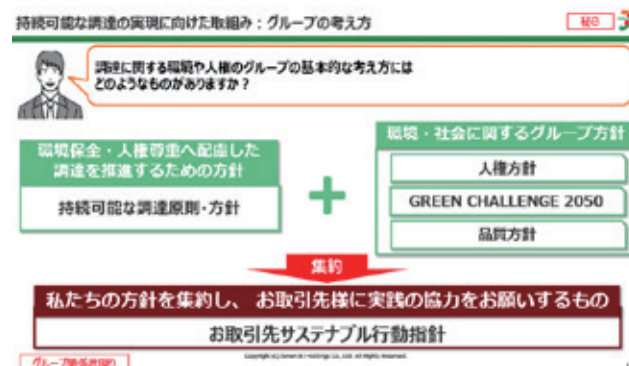 持続可能な調達の実現に向けた取組み：グループの考え方
調達に関する環境や人権のグループの基本的な考え方には
どのようなものがありますか？
環境保全・人権尊重へ配慮した
調達を推進するための方針
持続可能な調達原則・方針
+
環境・社会に関するグループ方針
人権方針
GREEN CHALLENGE 2050
品質方針
集約
私たちの方針を集約し、お取引先様に実践の協力をお願いするもの
お取引先サステナブル行動指針